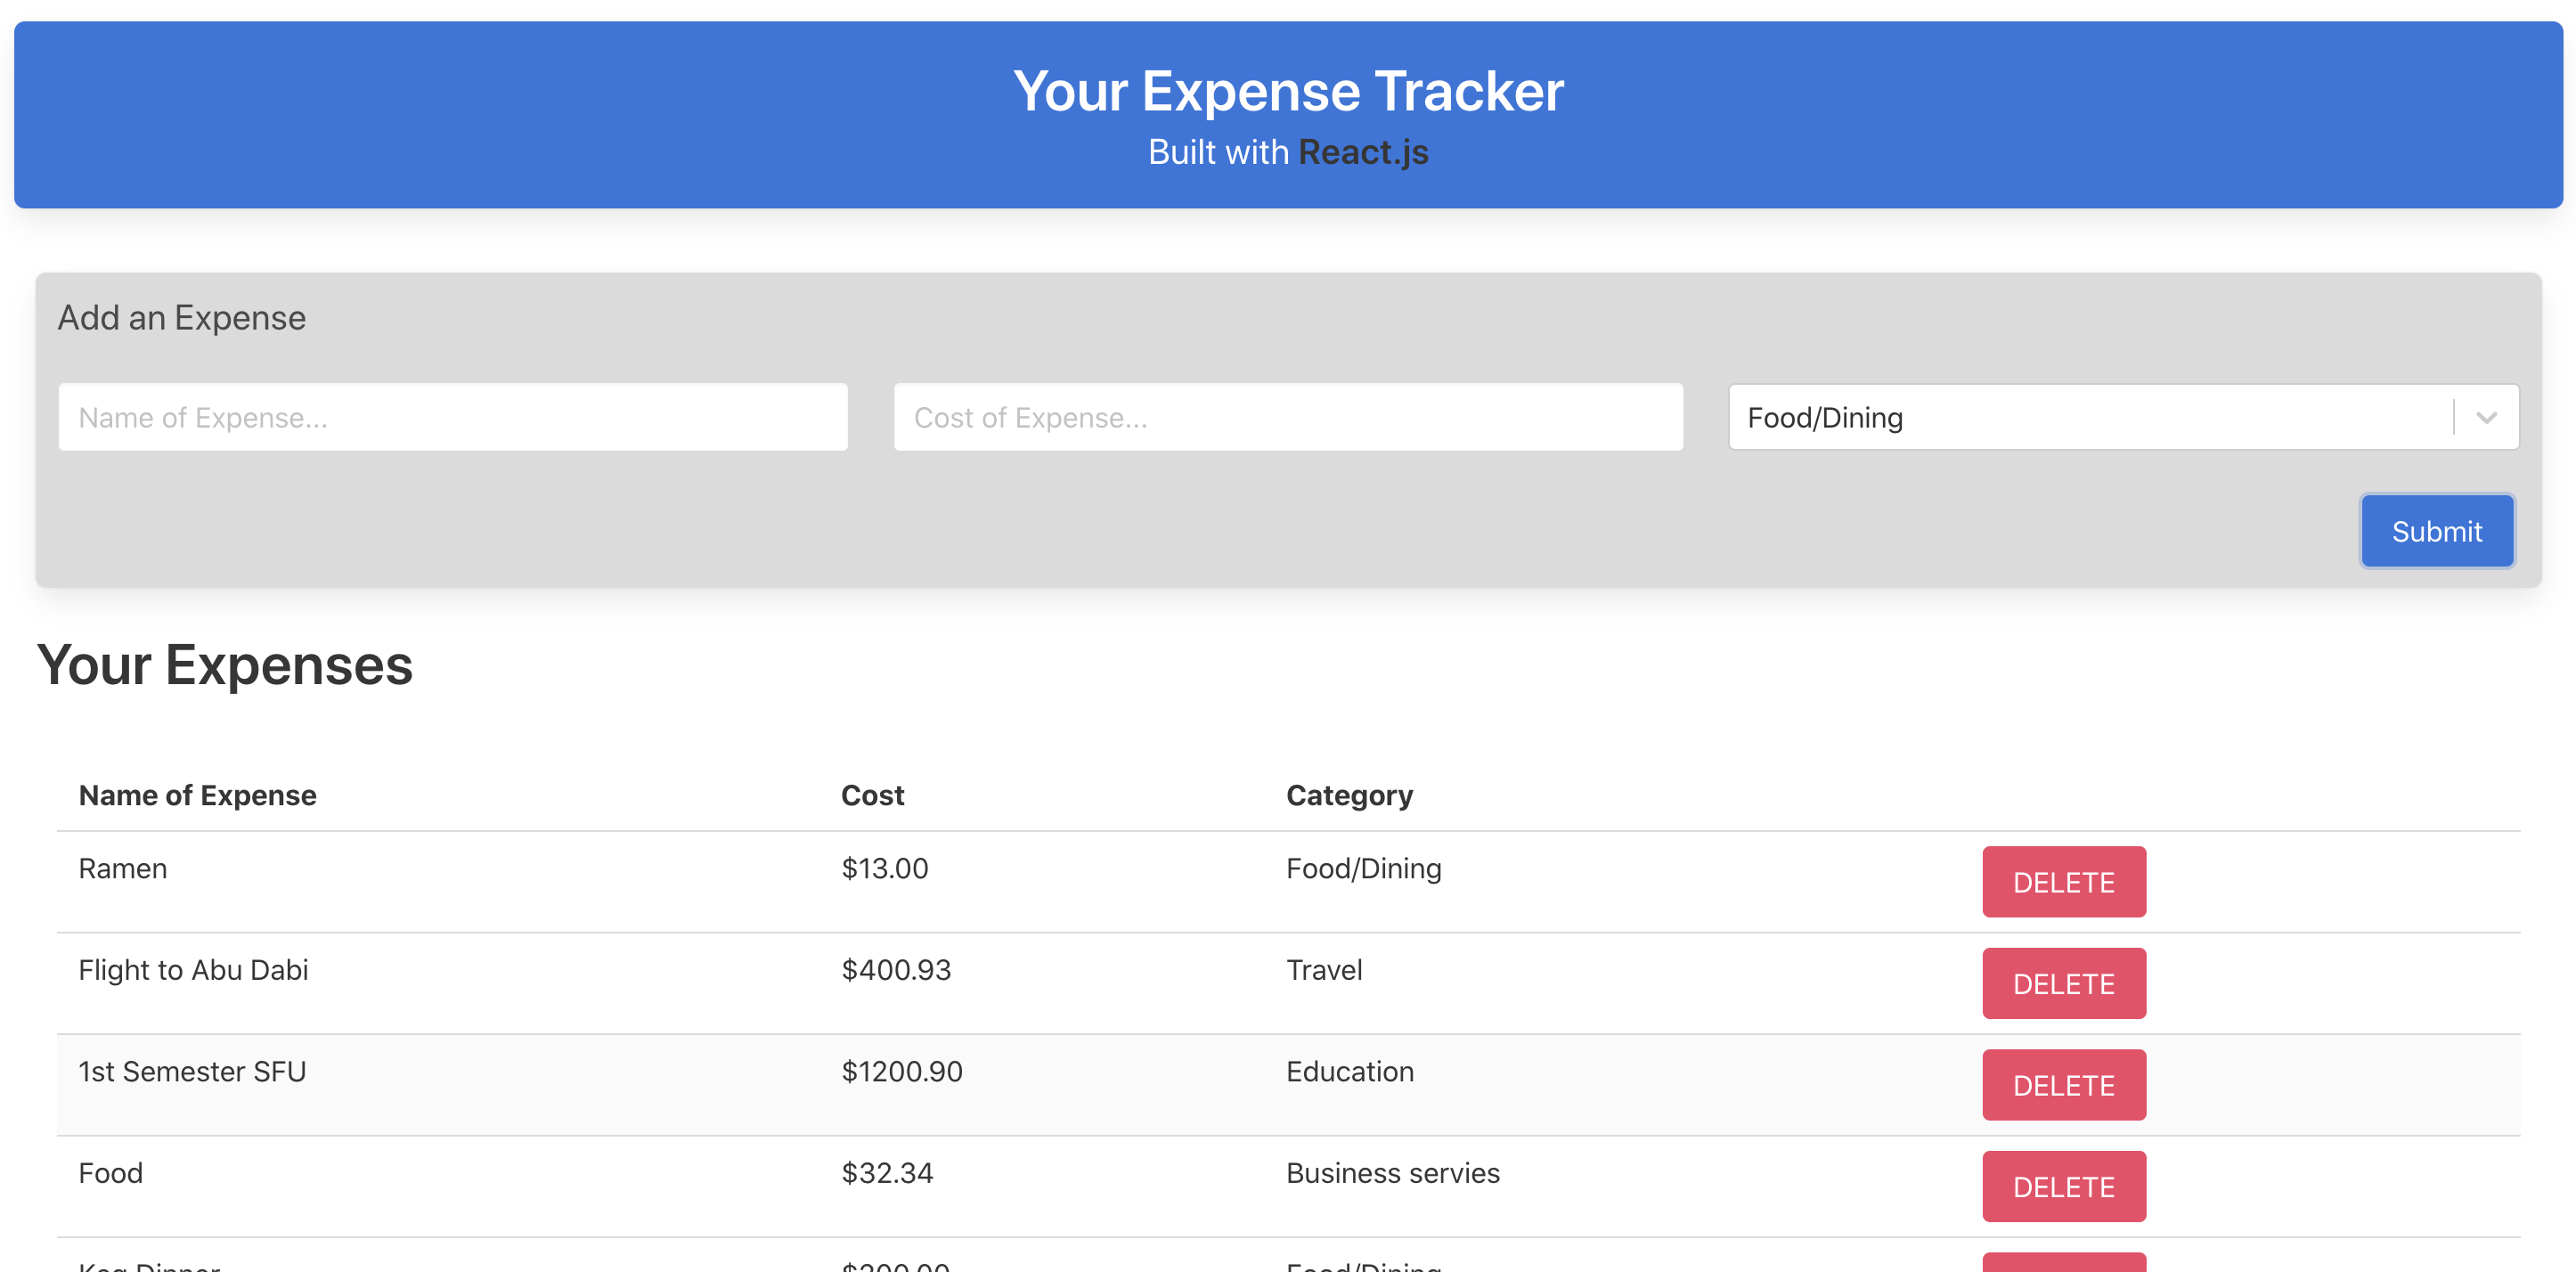 Your Expense Tracker
Built with React.js
Add an Expense
Name of Expense...
Cost of Expense...
Food/Dining
Submit
Your Expenses
Name of Expense Cost Category
Ramen $13.00 Food/Dining DELETE
Flight to Abu Dabi $400.93 Travel DELETE
1st Semester SFU $1200.90 Education DELETE
Food $32.34 Business servies DELETE
Dinner $200.00 Food/Dining